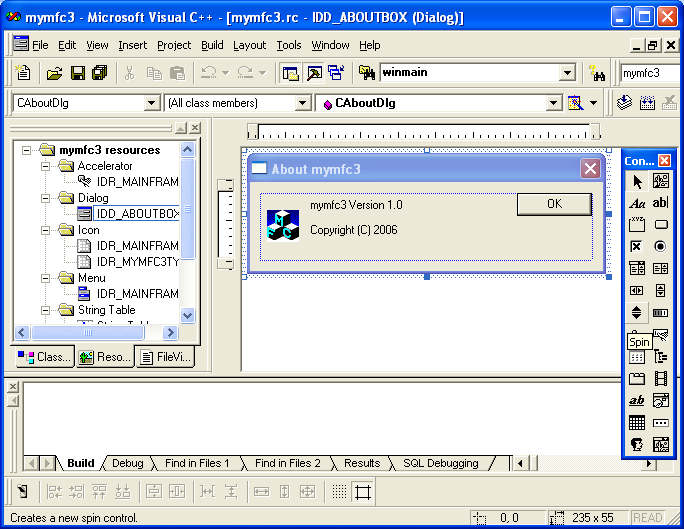 mymfc3 - Microsoft Visual C++ - [mymfc3.rc - IDD_ABOUTBOX (Dialog)]
File Edit View Insert Project Build Layout Tools Window Help
winmain mymfc3
CAboutDlg (All class members) CAboutDlg
mymfc3 resources
Accelerator
IDR_MAINFRAM
Dialog
IDD_ABOUTBOX
Icon
IDR_MAINFRAM
IDR_MYMFC3TY
Menu
IDR_MAINFRAM
String Table
Class... Reso... FileVi...
About mymfc3
mymfc3 Version 1.0
OK
Copyright (C) 2006
M F C
Con...
Aa ab|
XYZ
Spin
ab
Build Debug Find in Files 1 Find in Files 2 Results SQL Debugging
Creates a new spin control. 0, 0 235 x 55 READ